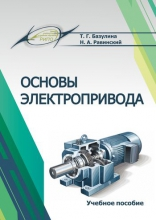 Т. Г. Базулина
Н. А. Равинский
ОСНОВЫ
ЭЛЕКТРОПРИВОДА
Учебное пособие